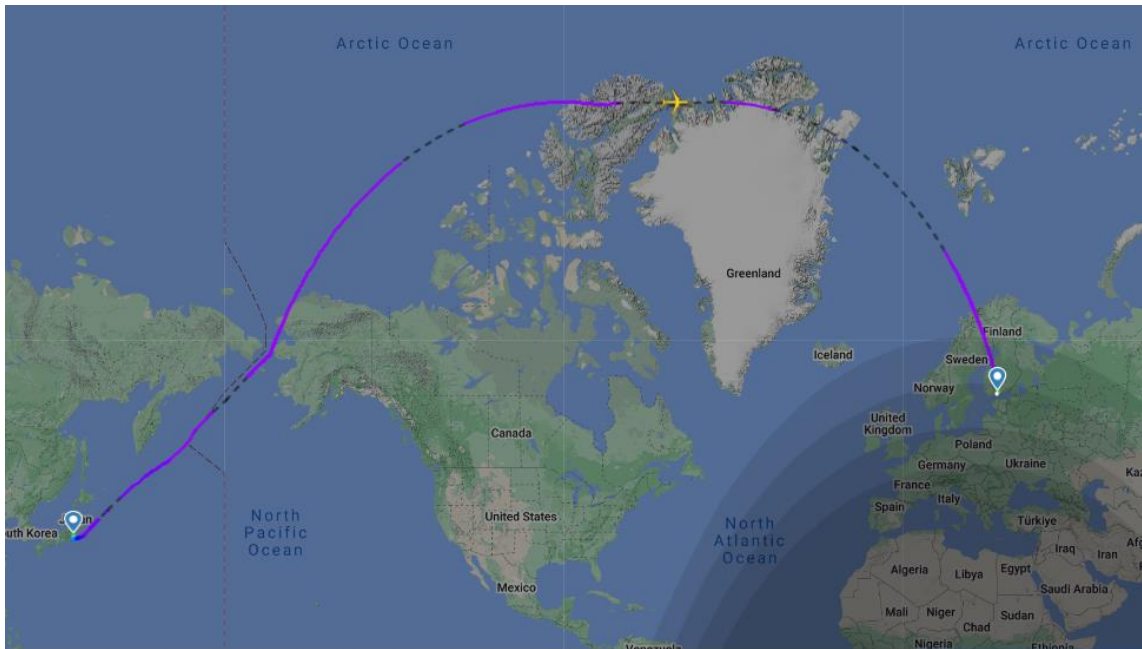 Arctic Ocean
Arctic Ocean
Greenland
Finland
Iceland
Sweden
Norway
United
Kingdom
Canada
Poland
Germany
Ukraine
France
Spain
Italy
Türkiye
North
Pacific
Ocean
United States
North
Atlantic
Ocean
Iraq
Iran
Algeria
Libya
Egypt
Saudi Arabia
Mexico
Mali
Niger
Chad
Sudan
Nigeria
Ethiopia
Venezuela